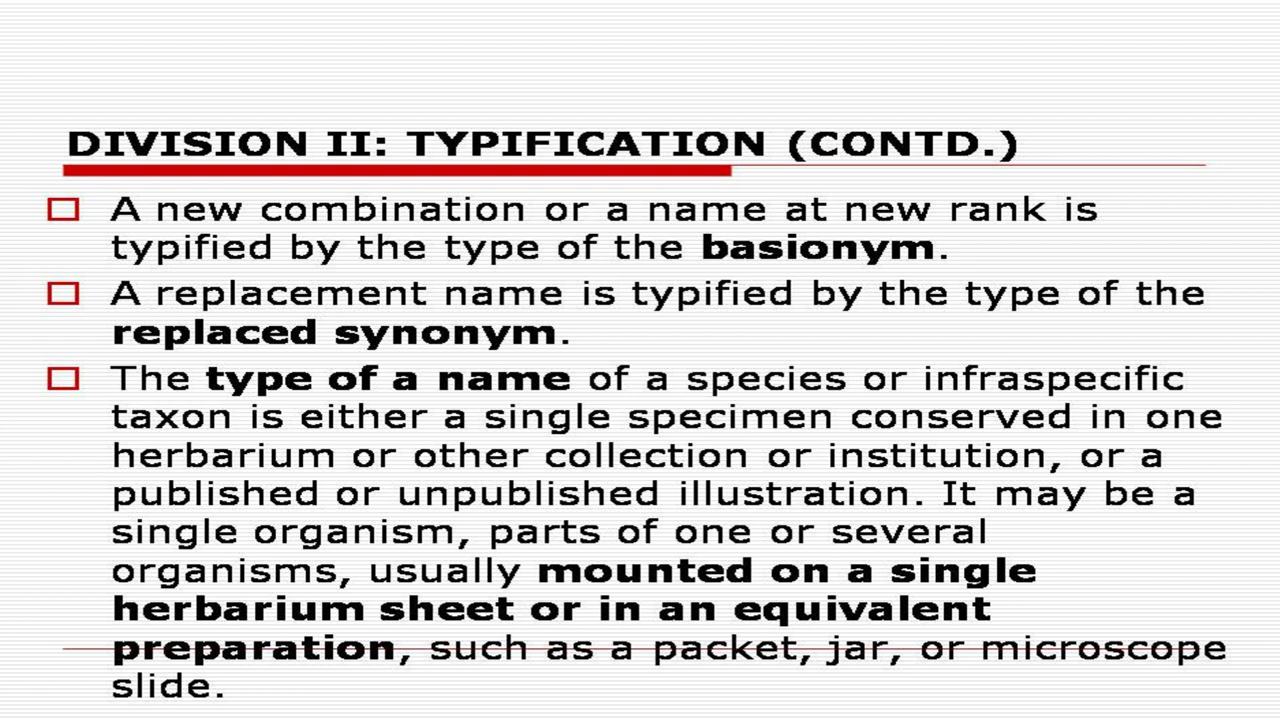 DIVISION II: TYPIFICATION (CONTD.)
A new combination or a name at new rank is
typified by the type of the basionym.
A replacement name is typified by the type of the
replaced synonym.
The type of a name of a species or infraspecific
taxon is either a single specimen conserved in one
herbarium or other collection or institution, or a
published or unpublished illustration. It may be a
single organism, parts of one or several
organisms, usually mounted on a single
herbarium sheet or in an equivalent
preparation, such as a packet, jar, or microscope
slide.